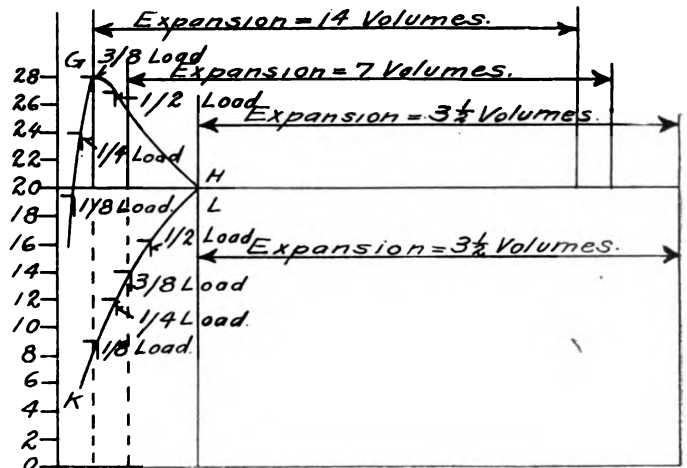 Expansion = 14 Volumes.
G 3/8 Load
Expansion = 7 Volumes.
28
26
1/2 Load
Expansion = 3½ Volumes.
24
1/4 Load
22
20
H
18
1/8 Load.
L
16
1/2 Load
Expansion = 3½ Volumes.
14
3/8 Load
12
1/4 Load.
10
8
1/8 Load.
6
K
4
2
0